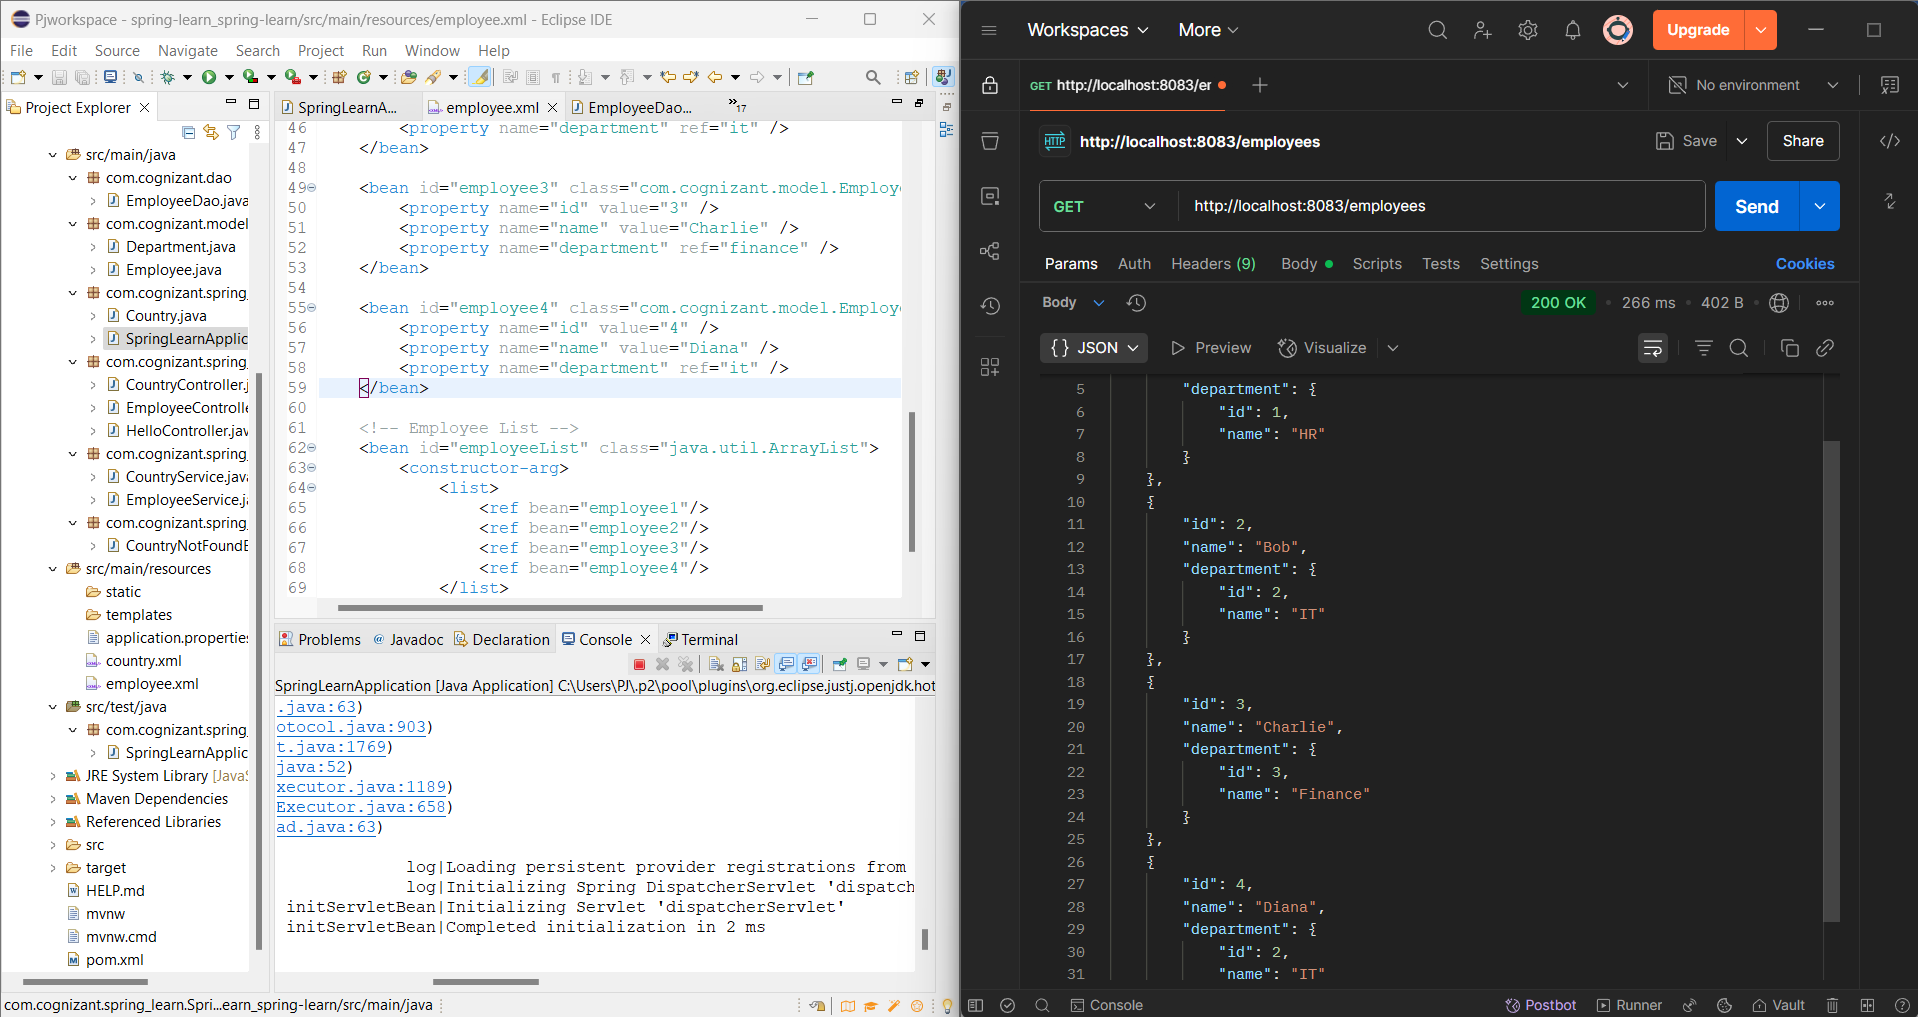 Pjworkspace - spring-learn_spring-learn/src/main/resources/employee.xml - Eclipse IDE
File Edit Source Navigate Search Project Run Window Help
Project Explorer
src/main/java
com.cognizant.dao
EmployeeDao.java
com.cognizant.model
Department.java
Employee.java
com.cognizant.spring_
Country.java
SpringLearnApplic
com.cognizant.spring_
CountryController.j
EmployeeControlle
HelloController.jav
com.cognizant.spring_
CountryService.java
EmployeeService.ja
com.cognizant.spring_
CountryNotFoundE
src/main/resources
static
templates
application.properties
country.xml
employee.xml
src/test/java
com.cognizant.spring_
SpringLearnApplic
JRE System Library [JavaS
Maven Dependencies
Referenced Libraries
src
target
HELP.md
mvnw
mvnw.cmd
pom.xml
SpringLearnA... employee.xml EmployeeDao... »17
46 <property name="department" ref="it" />
47 </bean>
48
49 <bean id="employee3" class="com.cognizant.model.Employ
50 <property name="id" value="3" />
51 <property name="name" value="Charlie" />
52 <property name="department" ref="finance" />
53 </bean>
54
55 <bean id="employee4" class="com.cognizant.model.Employ
56 <property name="id" value="4" />
57 <property name="name" value="Diana" />
58 <property name="department" ref="it" />
59 </bean>
60
61 <!-- Employee List -->
62 <bean id="employeeList" class="java.util.ArrayList">
63 <constructor-arg>
64 <list>
65 <ref bean="employee1"/>
66 <ref bean="employee2"/>
67 <ref bean="employee3"/>
68 <ref bean="employee4"/>
69 </list>
Problems @ Javadoc Declaration Console Terminal
SpringLearnApplication [Java Application] C:\Users\PJ\.p2\pool\plugins\org.eclipse.justj.openjdk.hot
.java:63)
otocol.java:903)
t.java:1769)
java:52)
xecutor.java:1189)
Executor.java:658)
ad.java:63)
log|Loading persistent provider registrations from
log|Initializing Spring DispatcherServlet 'dispatch
initServletBean|Initializing Servlet 'dispatcherServlet'
initServletBean|Completed initialization in 2 ms
com.cognizant.spring_learn.Spri...earn_spring-learn/src/main/java
Workspaces More Upgrade
GET http://localhost:8083/er No environment
HTTP http://localhost:8083/employees Save Share
GET http://localhost:8083/employees Send
Params Auth Headers (9) Body Scripts Tests Settings Cookies
Body 200 OK • 266 ms • 402 B
{} JSON Preview Visualize
5 "department": {
6 "id": 1,
7 "name": "HR"
8 }
9 },
10 {
11 "id": 2,
12 "name": "Bob",
13 "department": {
14 "id": 2,
15 "name": "IT"
16 }
17 },
18 {
19 "id": 3,
20 "name": "Charlie",
21 "department": {
22 "id": 3,
23 "name": "Finance"
24 }
25 },
26 {
27 "id": 4,
28 "name": "Diana",
29 "department": {
30 "id": 2,
31 "name": "IT"
Console Postbot Runner Vault